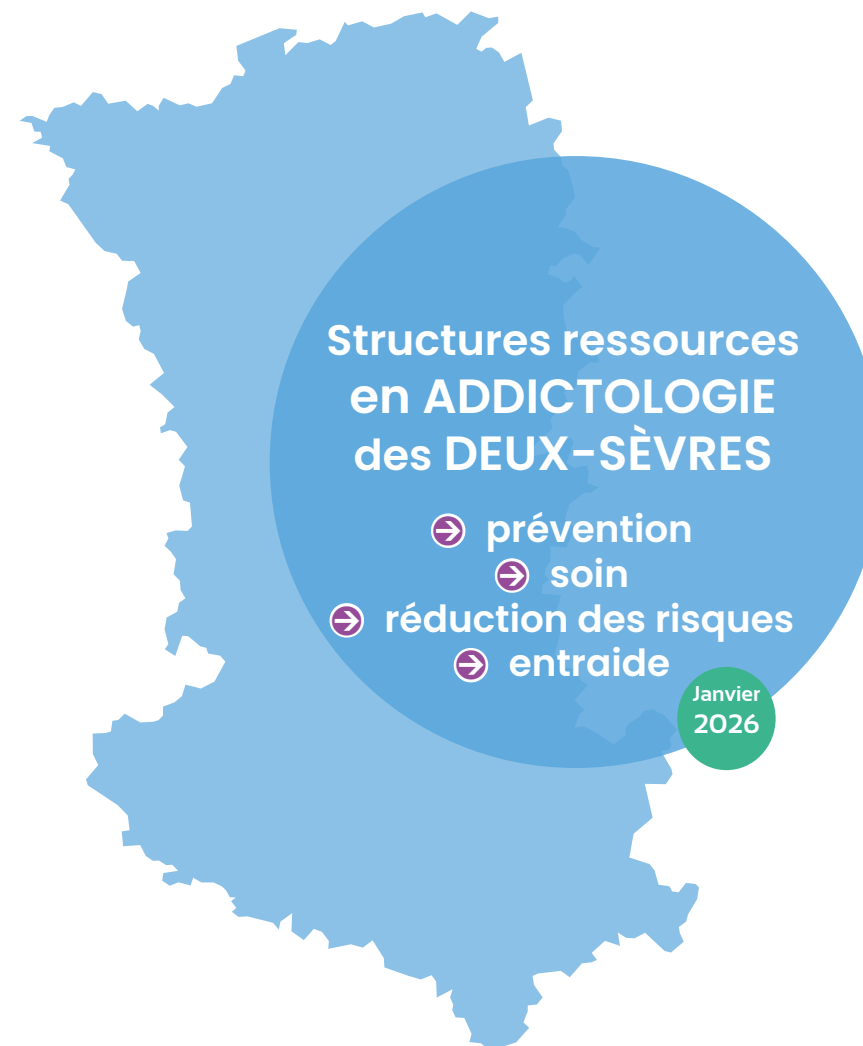 Structures ressources
en ADDICTOLOGIE
des DEUX-SÈVRES
prévention
soin
réduction des risques
entraide
Janvier
2026